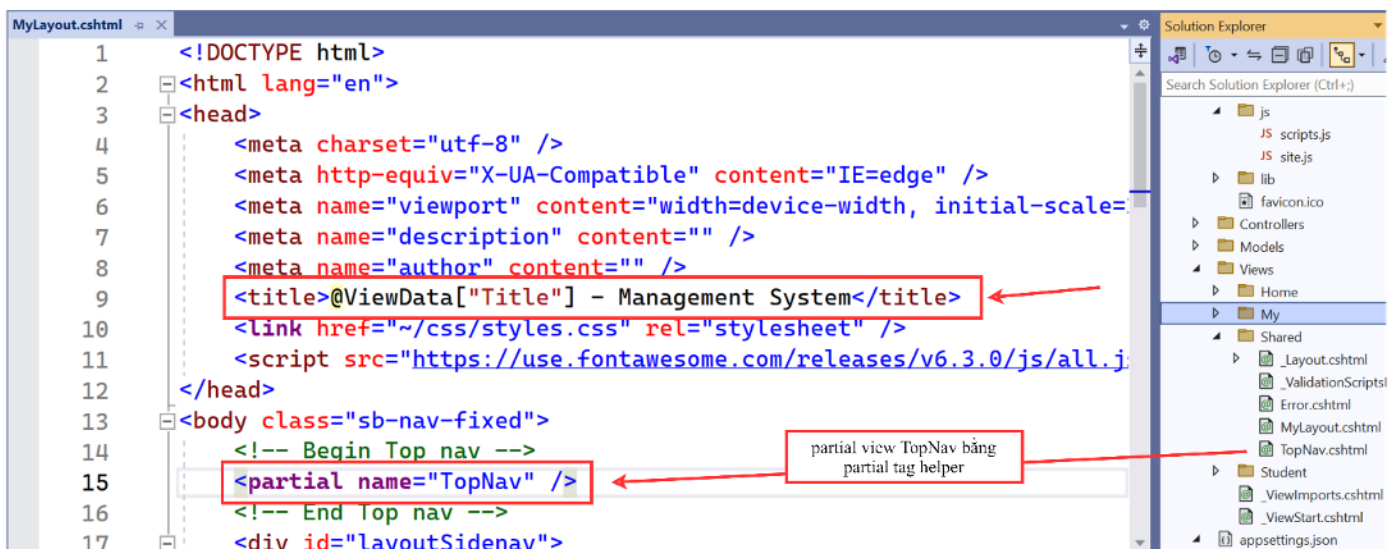 MyLayout.cshtml
1 <!DOCTYPE html>
2 <html lang="en">
3 <head>
4 <meta charset="utf-8" />
5 <meta http-equiv="X-UA-Compatible" content="IE=edge" />
6 <meta name="viewport" content="width=device-width, initial-scale=
7 <meta name="description" content="" />
8 <meta name="author" content="" />
9 <title>@ViewData["Title"] - Management System</title>
10 <link href="~/css/styles.css" rel="stylesheet" />
11 <script src="https://use.fontawesome.com/releases/v6.3.0/js/all.j
12 </head>
13 <body class="sb-nav-fixed">
14 <!-- Begin Top nav -->
15 <partial name="TopNav" />
16 <!-- End Top nav -->
17 <div id="layoutSidenav">
partial view TopNav bằng
partial tag helper
Solution Explorer
Search Solution Explorer (Ctrl+;)
js
JS scripts.js
JS site.js
lib
favicon.ico
Controllers
Models
Views
Home
My
Shared
_Layout.cshtml
_ValidationScripts
Error.cshtml
MyLayout.cshtml
TopNav.cshtml
Student
_ViewImports.cshtml
_ViewStart.cshtml
appsettings.json